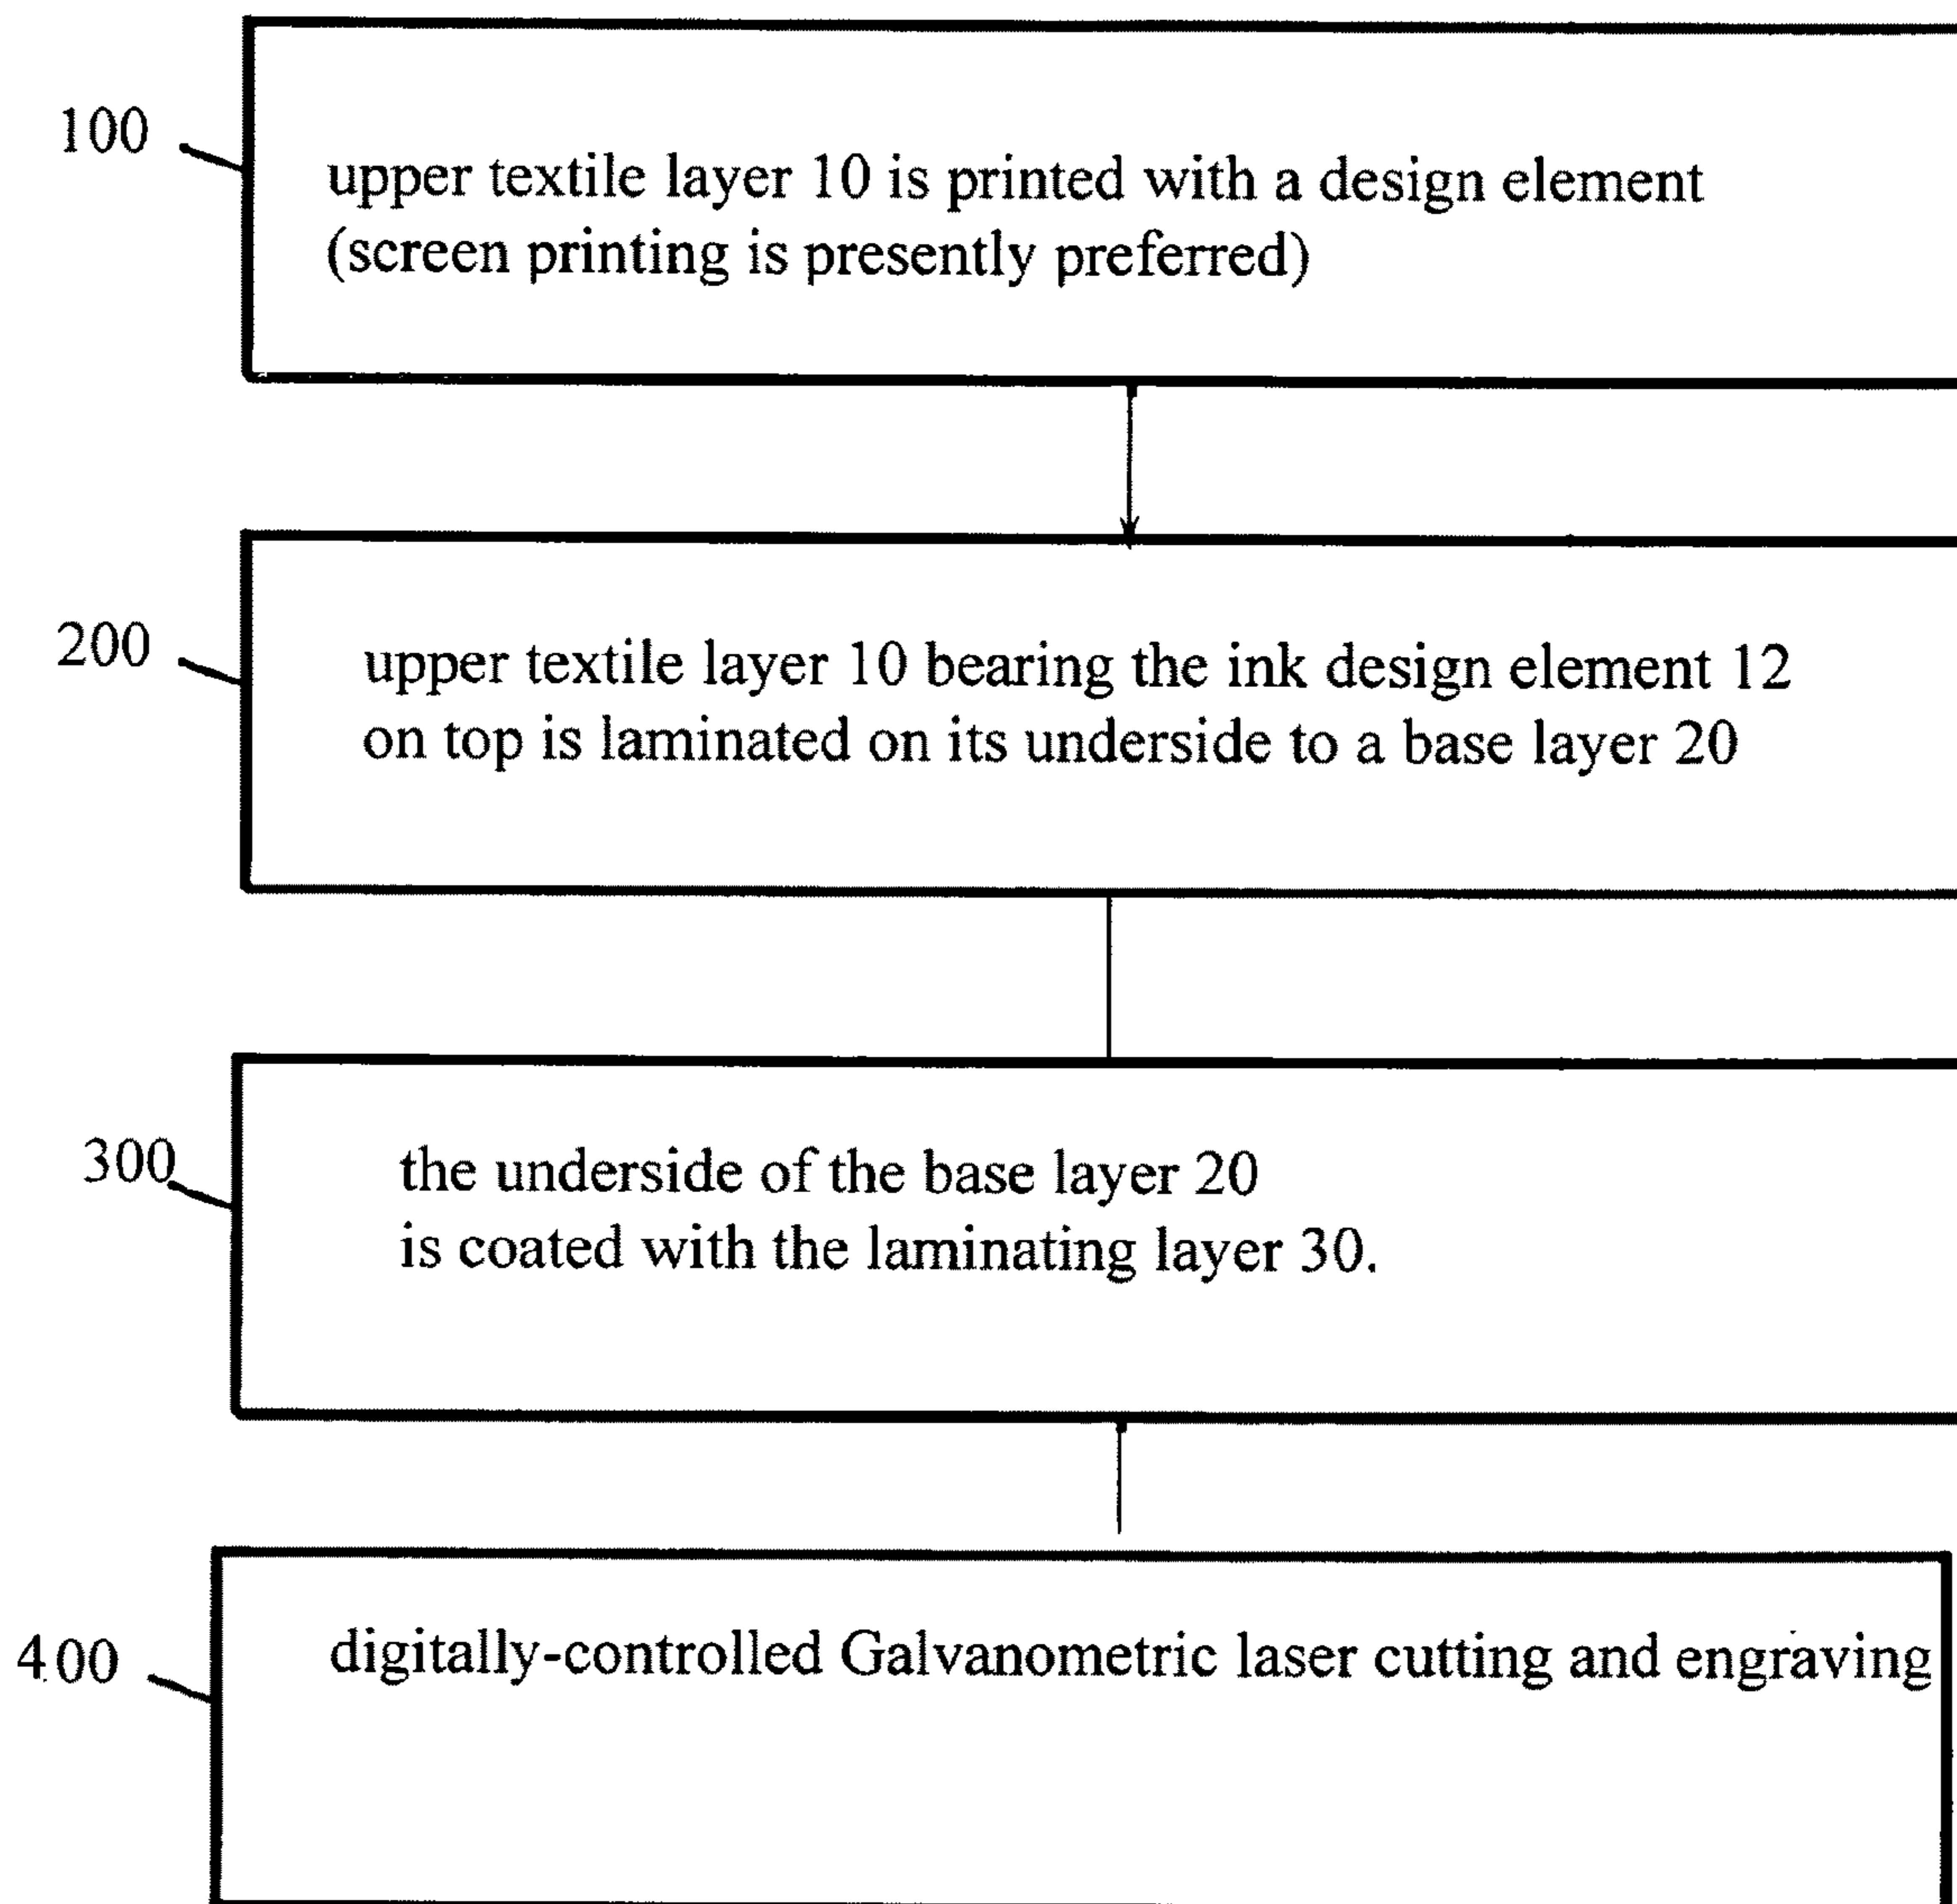 100
upper textile layer 10 is printed with a design element
(screen printing is presently preferred)
200
upper textile layer 10 bearing the ink design element 12
on top is laminated on its underside to a base layer 20
300
the underside of the base layer 20
is coated with the laminating layer 30.
400
digitally-controlled Galvanometric laser cutting and engraving